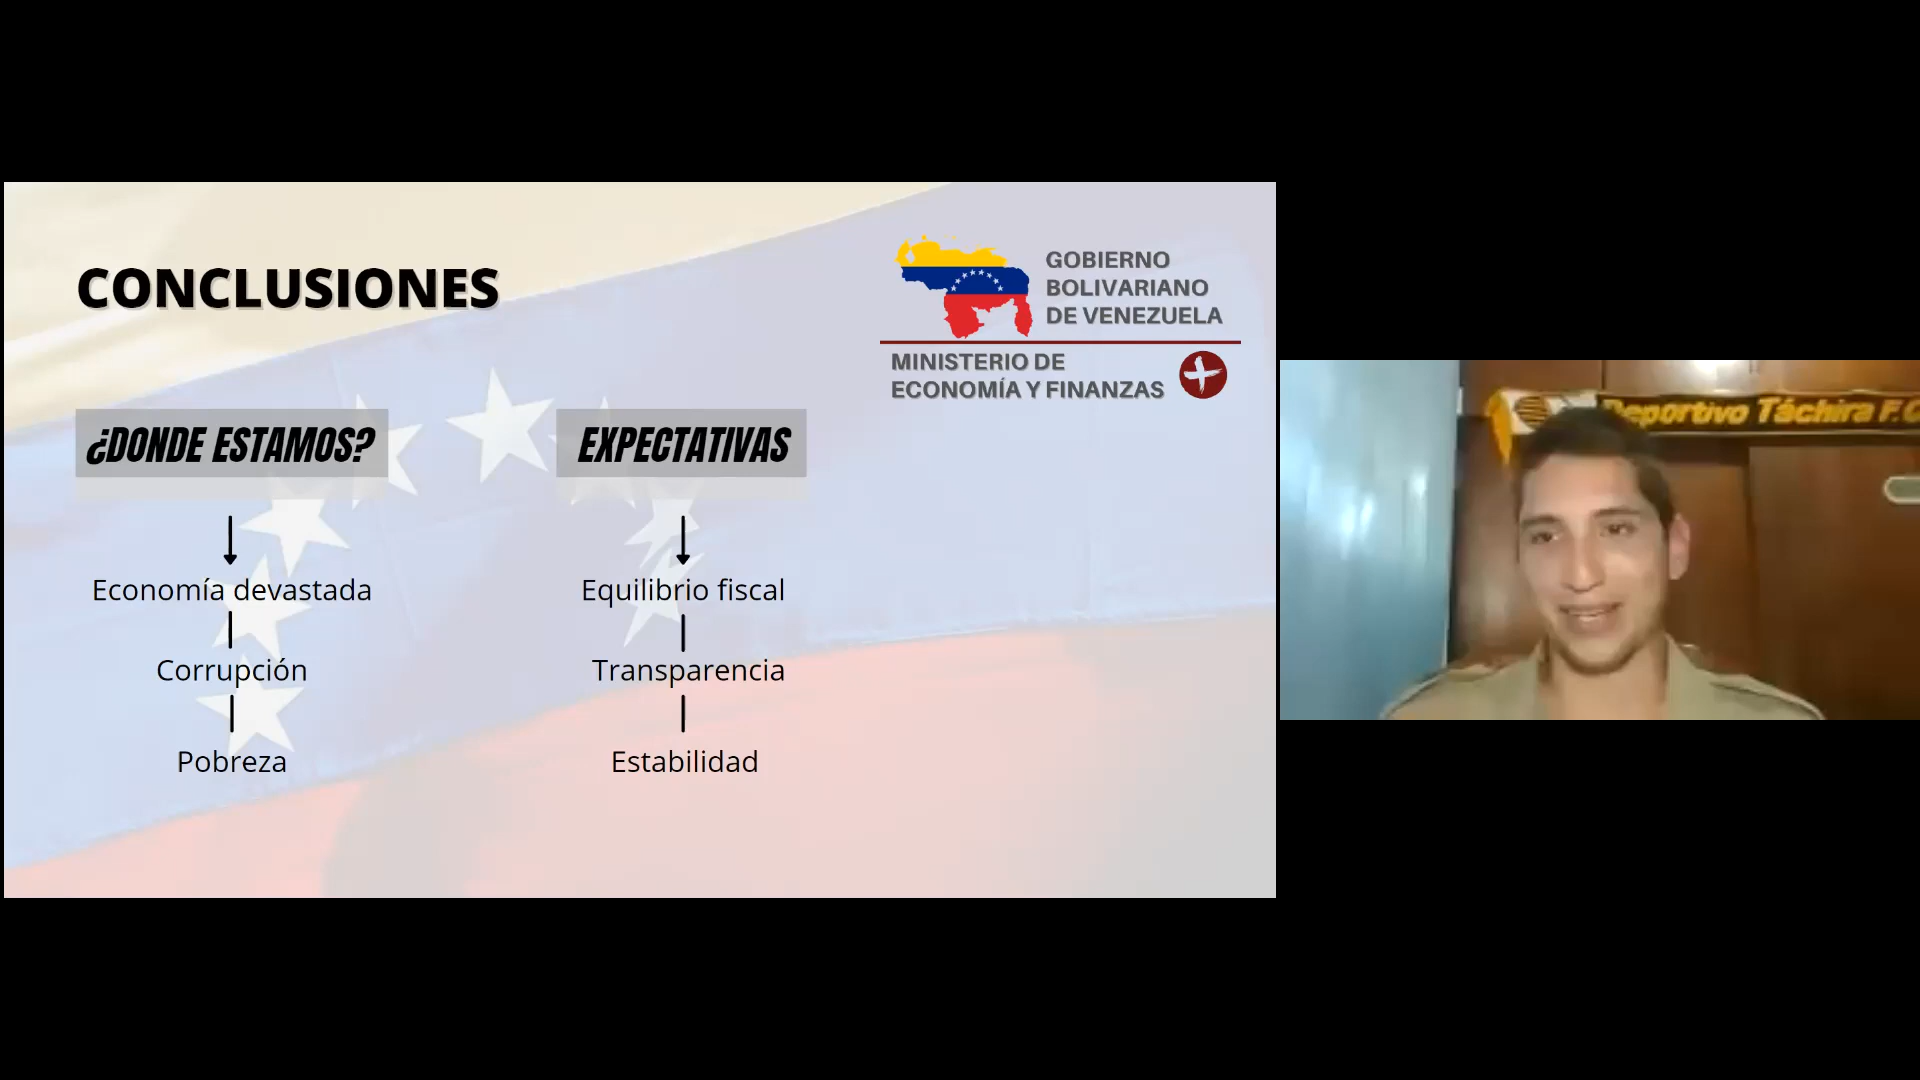 CONCLUSIONES
GOBIERNO
BOLIVARIANO
DE VENEZUELA
MINISTERIO DE
ECONOMÍA Y FINANZAS
¿DONDE ESTAMOS?
Economía devastada
Corrupción
Pobreza
EXPECTATIVAS
Equilibrio fiscal
Transparencia
Estabilidad
Deportivo Táchira F.C